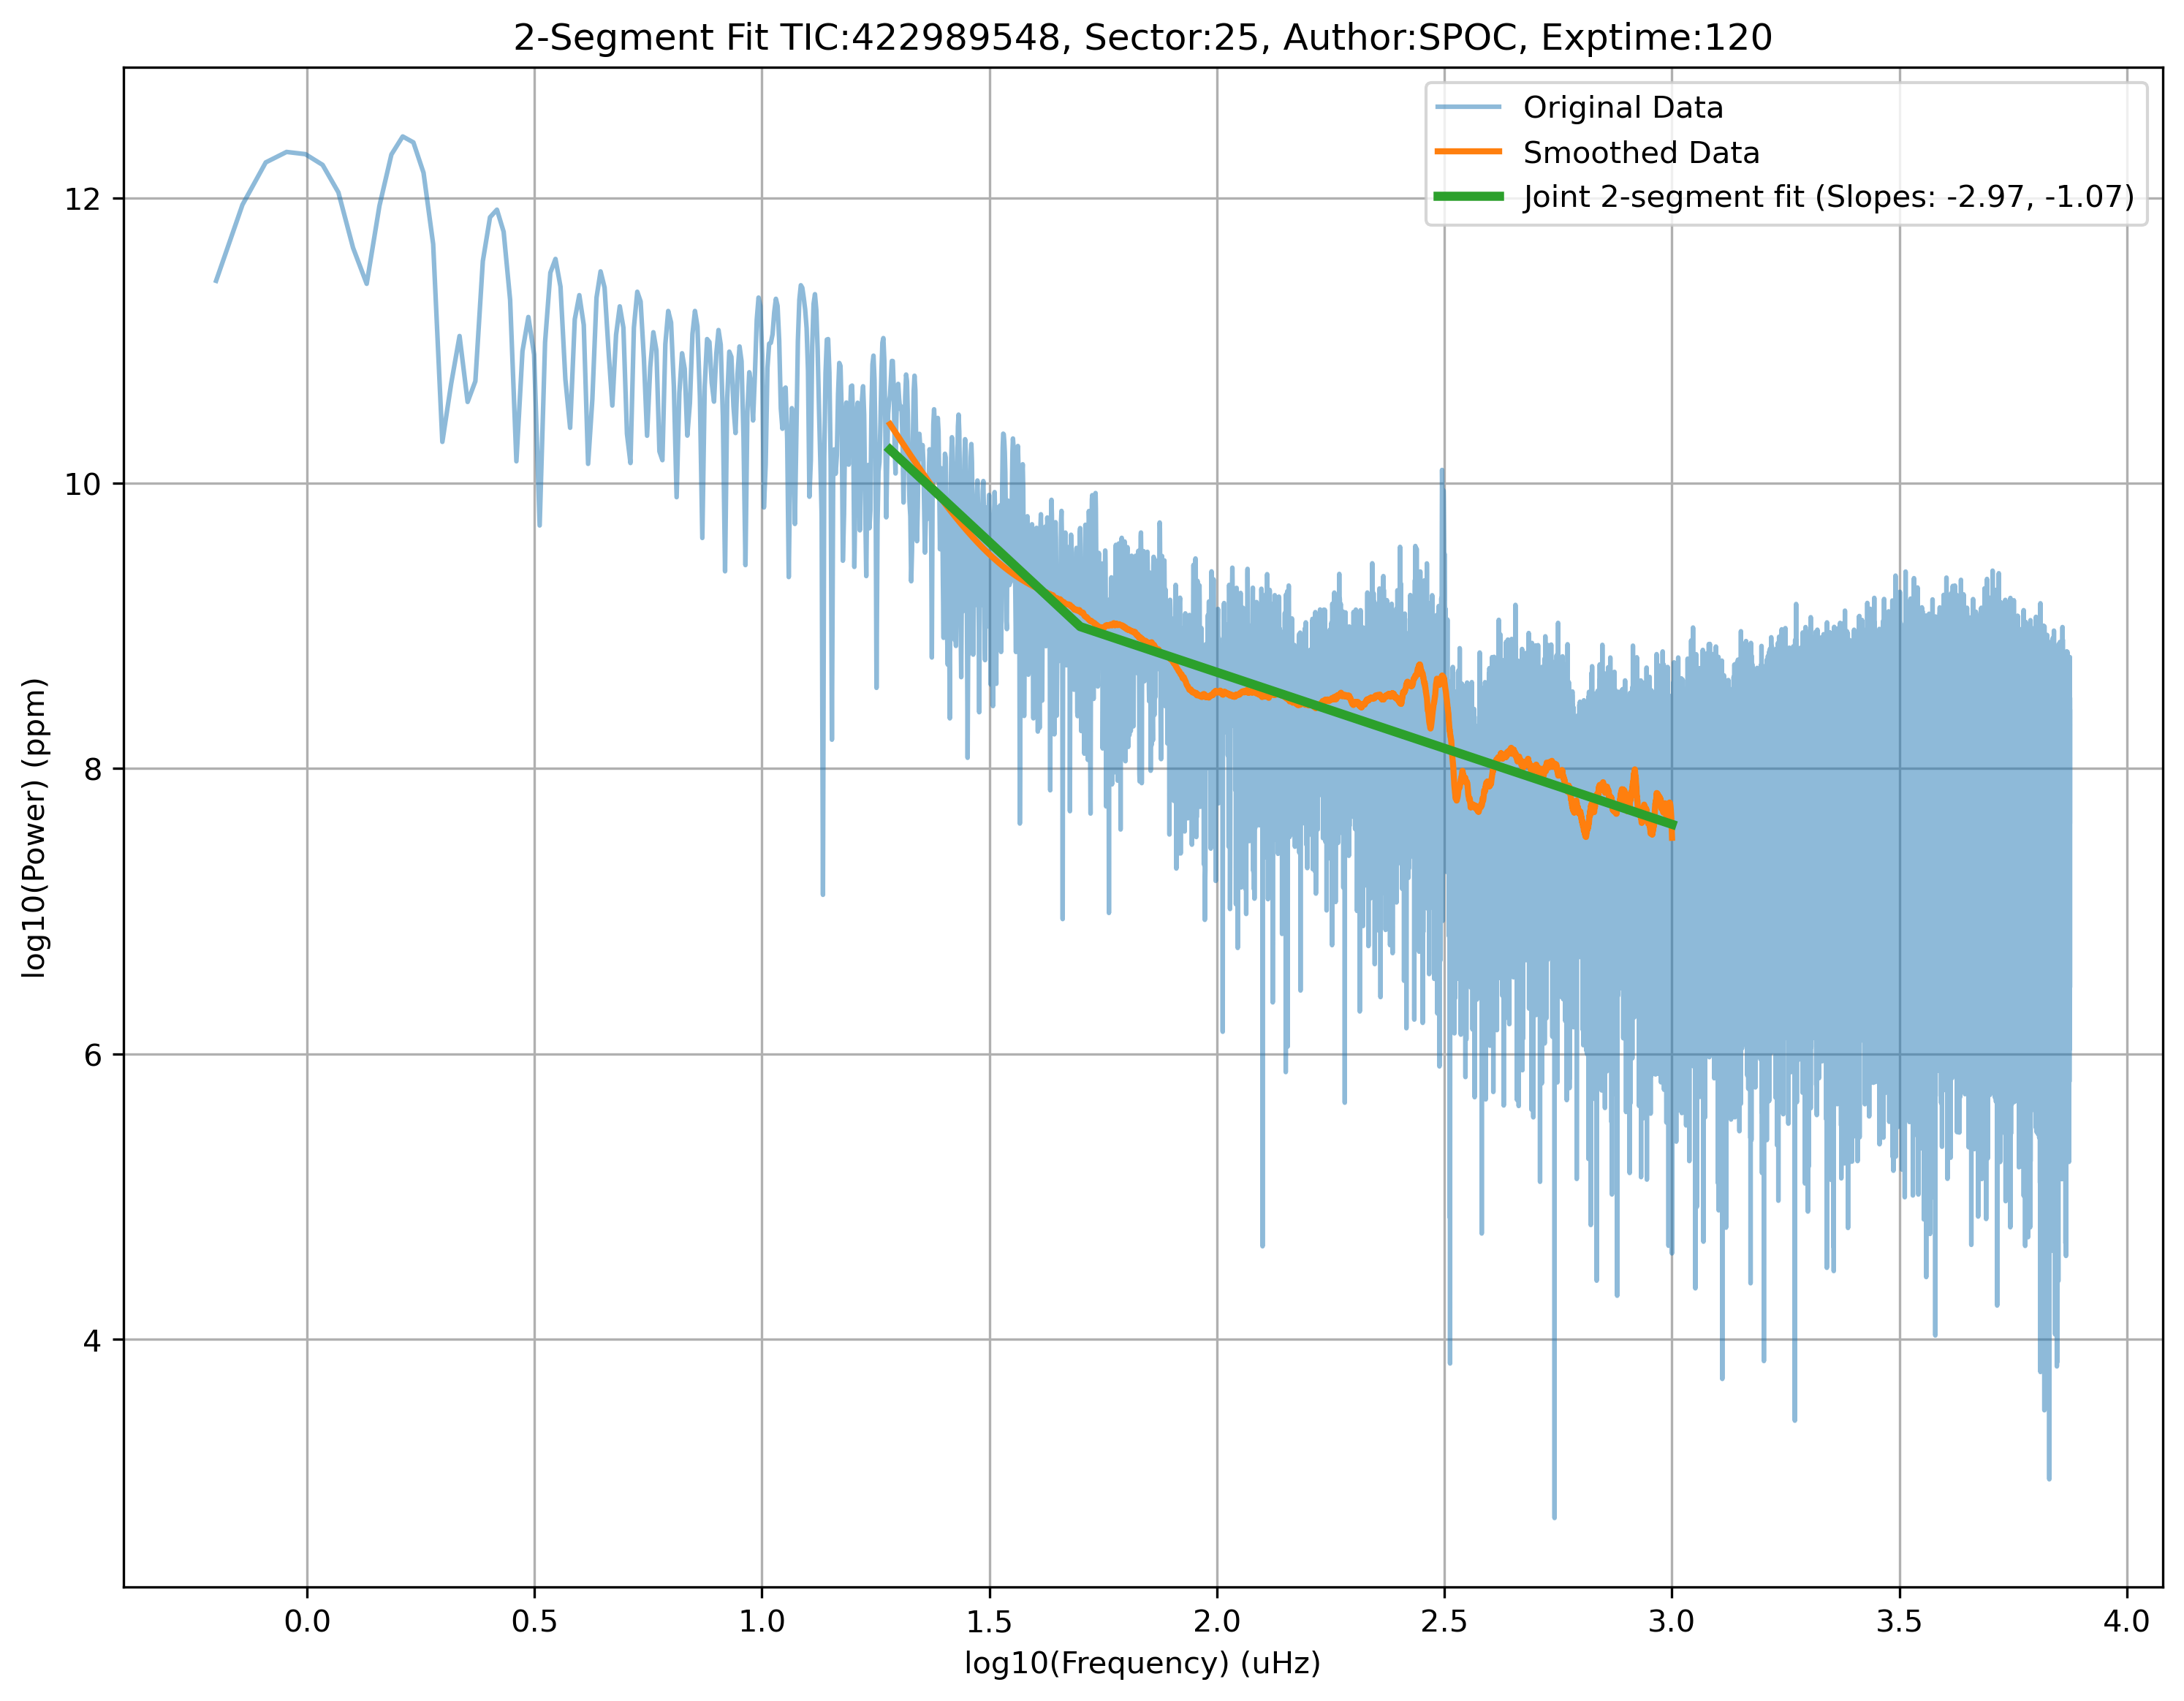 2-Segment Fit TIC:422989548, Sector:25, Author:SPOC, Exptime:120
Original Data
Smoothed Data
Joint 2-segment fit (Slopes: -2.97, -1.07)
12
10
8
6
4
log10(Power) (ppm)
0.0 0.5 1.0 1.5 2.0 2.5 3.0 3.5 4.0
log10(Frequency) (uHz)